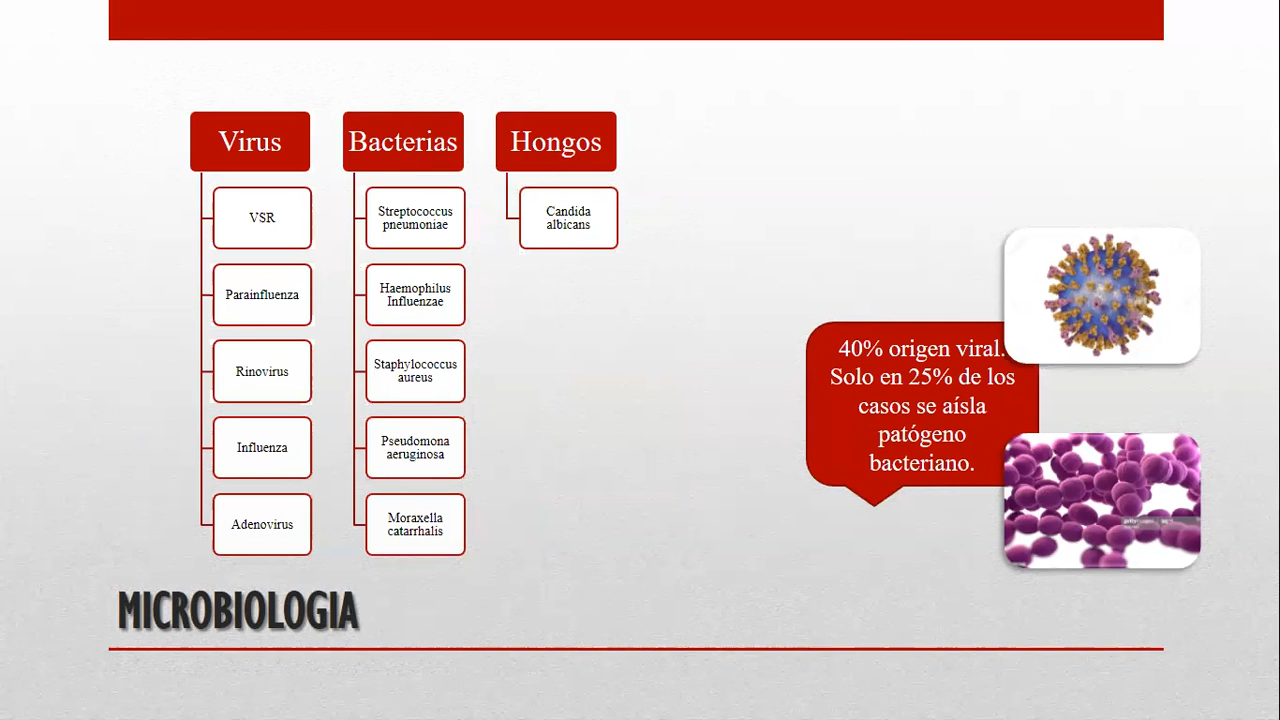 Virus
VSR
Parainfluenza
Rinovirus
Influenza
Adenovirus
Bacterias
Streptococcus
pneumoniae
Haemophilus
Influenzae
Staphylococcus
aureus
Pseudomona
aeruginosa
Moraxella
catarrhalis
Hongos
Candida
albicans
40% origen viral.
Solo en 25% de los
casos se aísla
patógeno
bacteriano.
MICROBIOLOGIA